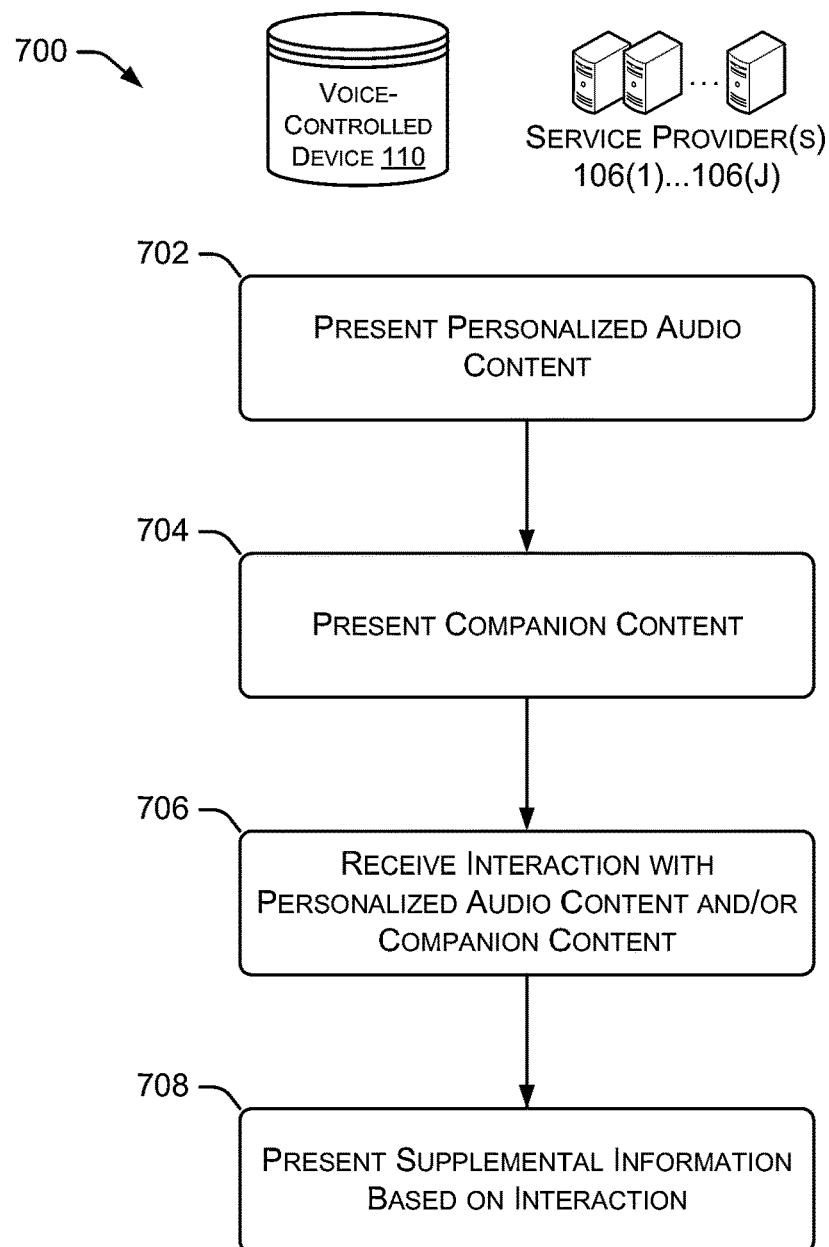 700
VOICE-
CONTROLLED
DEVICE 110
...
SERVICE PROVIDER(S)
106(1)...106(J)
702
PRESENT PERSONALIZED AUDIO
CONTENT
704
PRESENT COMPANION CONTENT
706
RECEIVE INTERACTION WITH
PERSONALIZED AUDIO CONTENT AND/OR
COMPANION CONTENT
708
PRESENT SUPPLEMENTAL INFORMATION
BASED ON INTERACTION